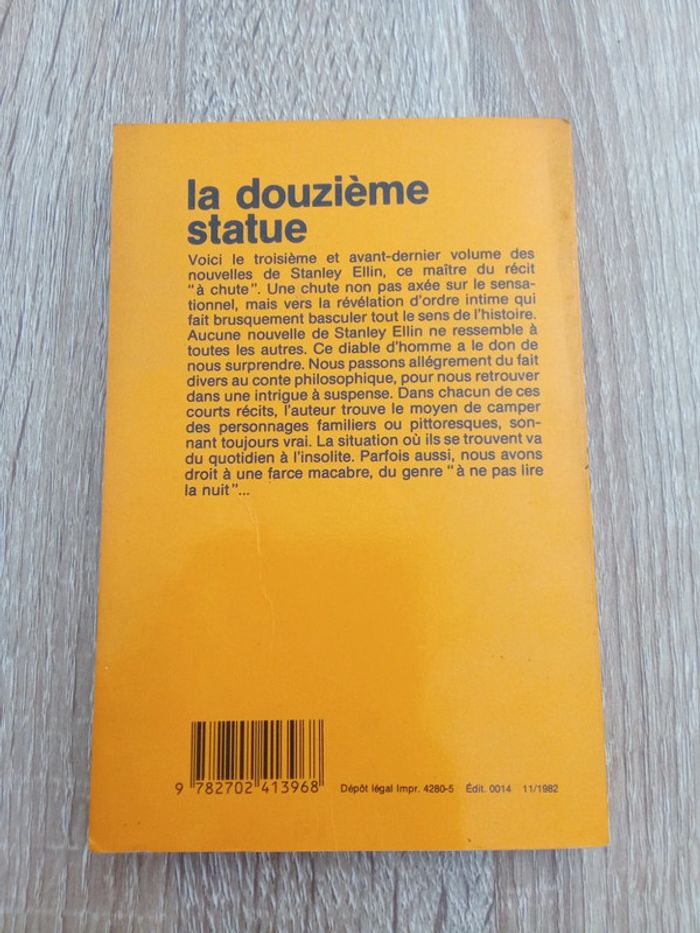 la douzième
statue
Voici le troisième et avant-dernier volume des
nouvelles de Stanley Ellin, ce maître du récit
"à chute". Une chute non pas axée sur le sensa-
tionnel, mais vers la révélation d'ordre intime qui
fait brusquement basculer tout le sens de l'histoire.
Aucune nouvelle de Stanley Ellin ne ressemble à
toutes les autres. Ce diable d'homme a le don de
nous surprendre. Nous passons allégrement du fait
divers au conte philosophique, pour nous retrouver
dans une intrigue à suspense. Dans chacun de ces
courts récits, l'auteur trouve le moyen de camper
des personnages familiers ou pittoresques, son-
nant toujours vrai. La situation où ils se trouvent va
du quotidien à l'insolite. Parfois aussi, nous avons
droit à une farce macabre, du genre "à ne pas lire
la nuit"...
9 782702 413968 Dépôt légal Impr. 4280-5 Édit. 0014 11/1982